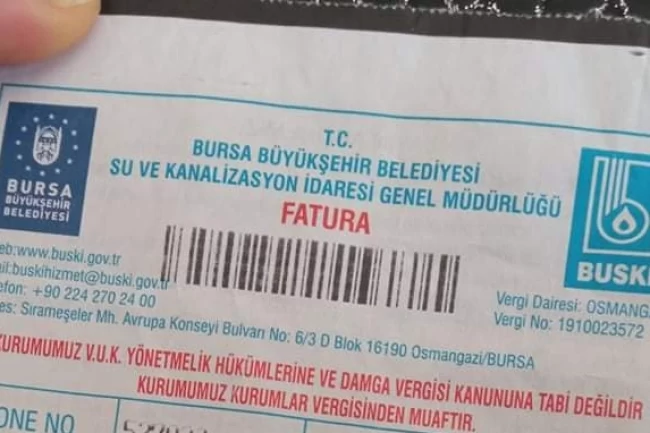 T.C.
BURSA BÜYÜKŞEHİR BELEDİYESİ
SU VE KANALİZASYON İDARESİ GENEL MÜDÜRLÜĞÜ
FATURA
BURSA
BÜYÜKŞEHİR
BELEDİYESİ
BUSKİ
eb:www.buski.gov.tr
ail:buskihizmet@buski.gov.tr
efon: +90 224 270 24 00
es: Sırameşeler Mh. Avrupa Konseyi Bulvarı No: 6/3 D Blok 16190 Osmangazi/BURSA
Vergi Dairesi: OSMANGA
Vergi No: 1910023572
KURUMUMUZ V.U.K. YÖNETMELİK HÜKÜMLERİNE VE DAMGA VERGİSİ KANUNUNA TABİ DEĞİLDİR
KURUMUMUZ KURUMLAR VERGİSİNDEN MUAFTIR.
ONE NO